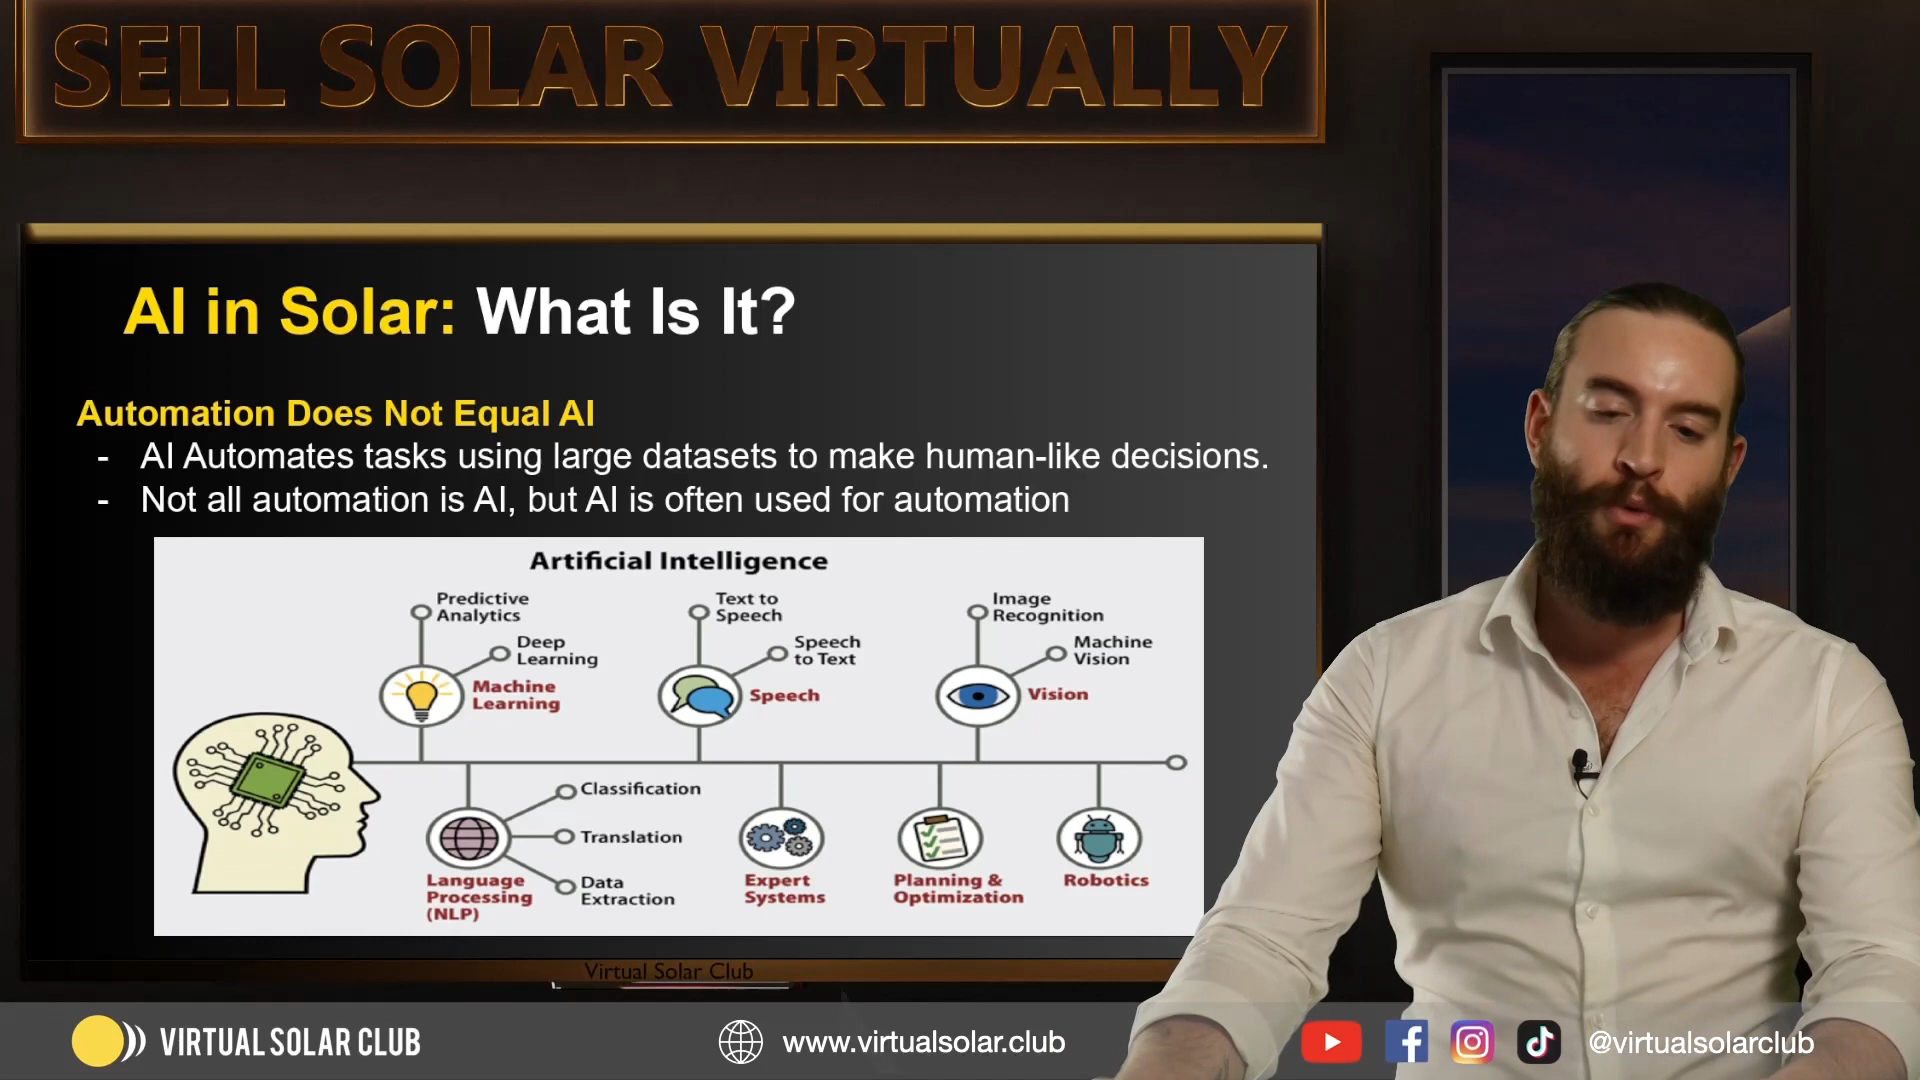 SELL SOLAR VIRTUALLY
AI in Solar: What Is It?
Automation Does Not Equal AI
- AI Automates tasks using large datasets to make human-like decisions.
- Not all automation is AI, but AI is often used for automation
Artificial Intelligence
Predictive
Analytics
Deep
Learning
Machine
Learning
Text to
Speech
Speech
to Text
Speech
Image
Recognition
Machine
Vision
Vision
Classification
Translation
Data
Extraction
Language
Processing
(NLP)
Expert
Systems
Planning &
Optimization
Robotics
Virtual Solar Club
VIRTUAL SOLAR CLUB
www.virtualsolar.club
@virtualsolarclub